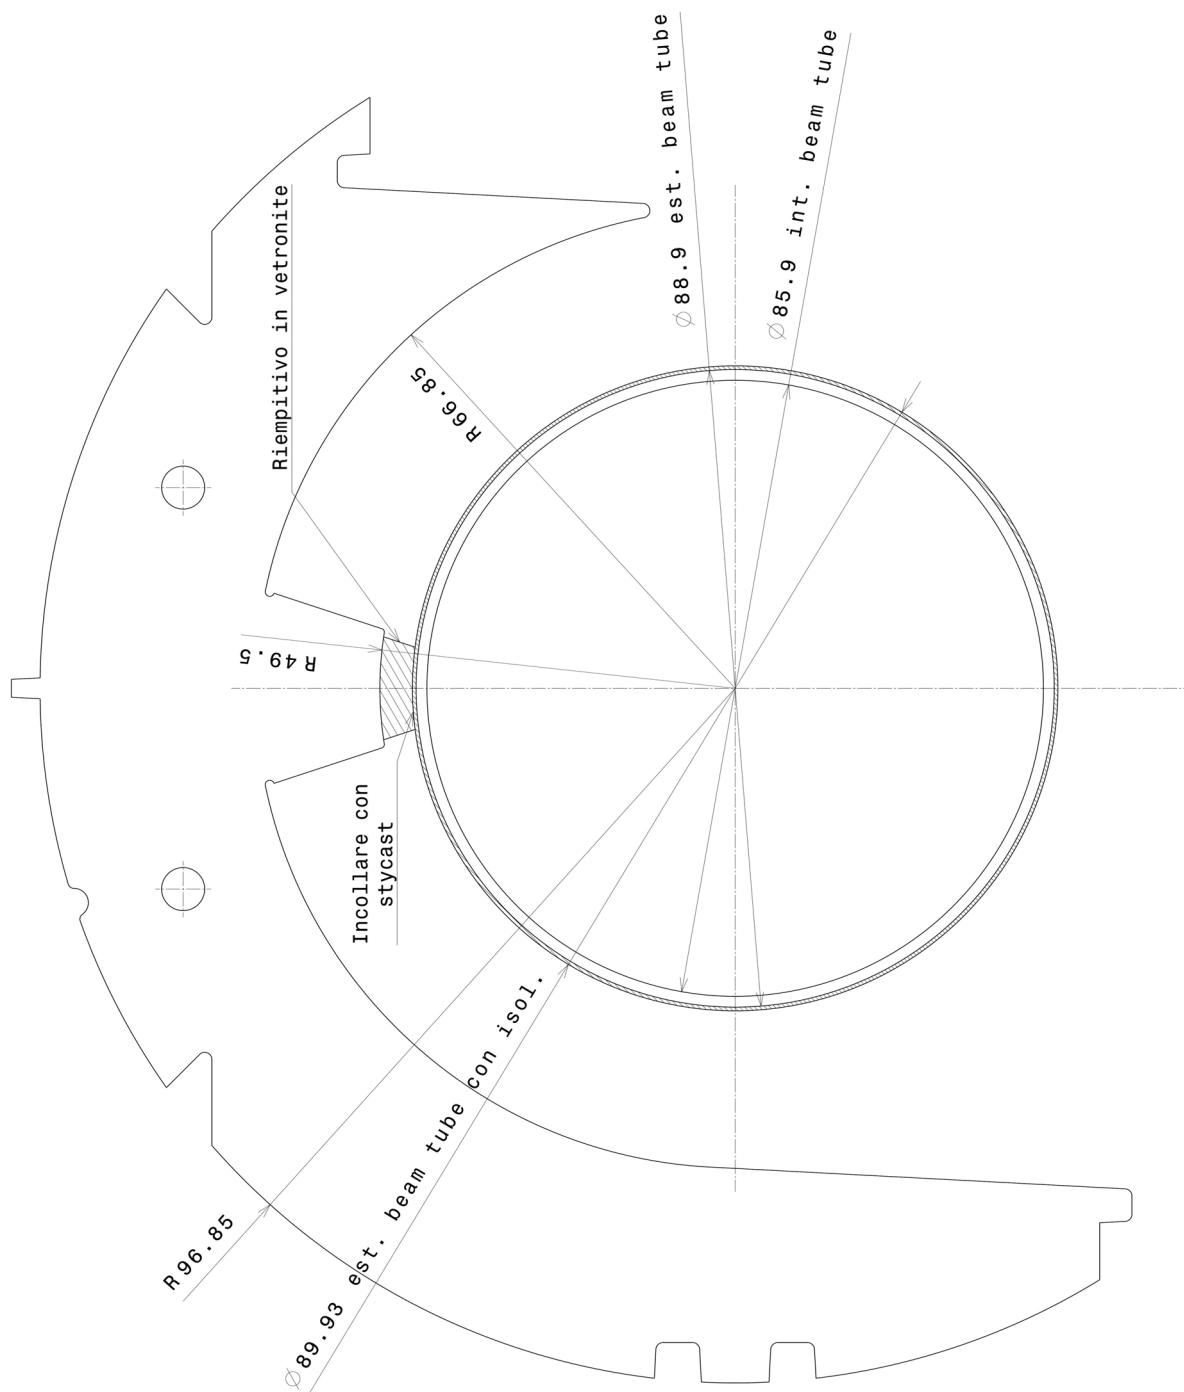 ⌀88.9 est. beam tube
⌀85.9 int. beam tube
Riempitivo in vetronite
R66.85
R49.5
Incollare con
stycast
R96.85
⌀89.93 est. beam tube con isol.